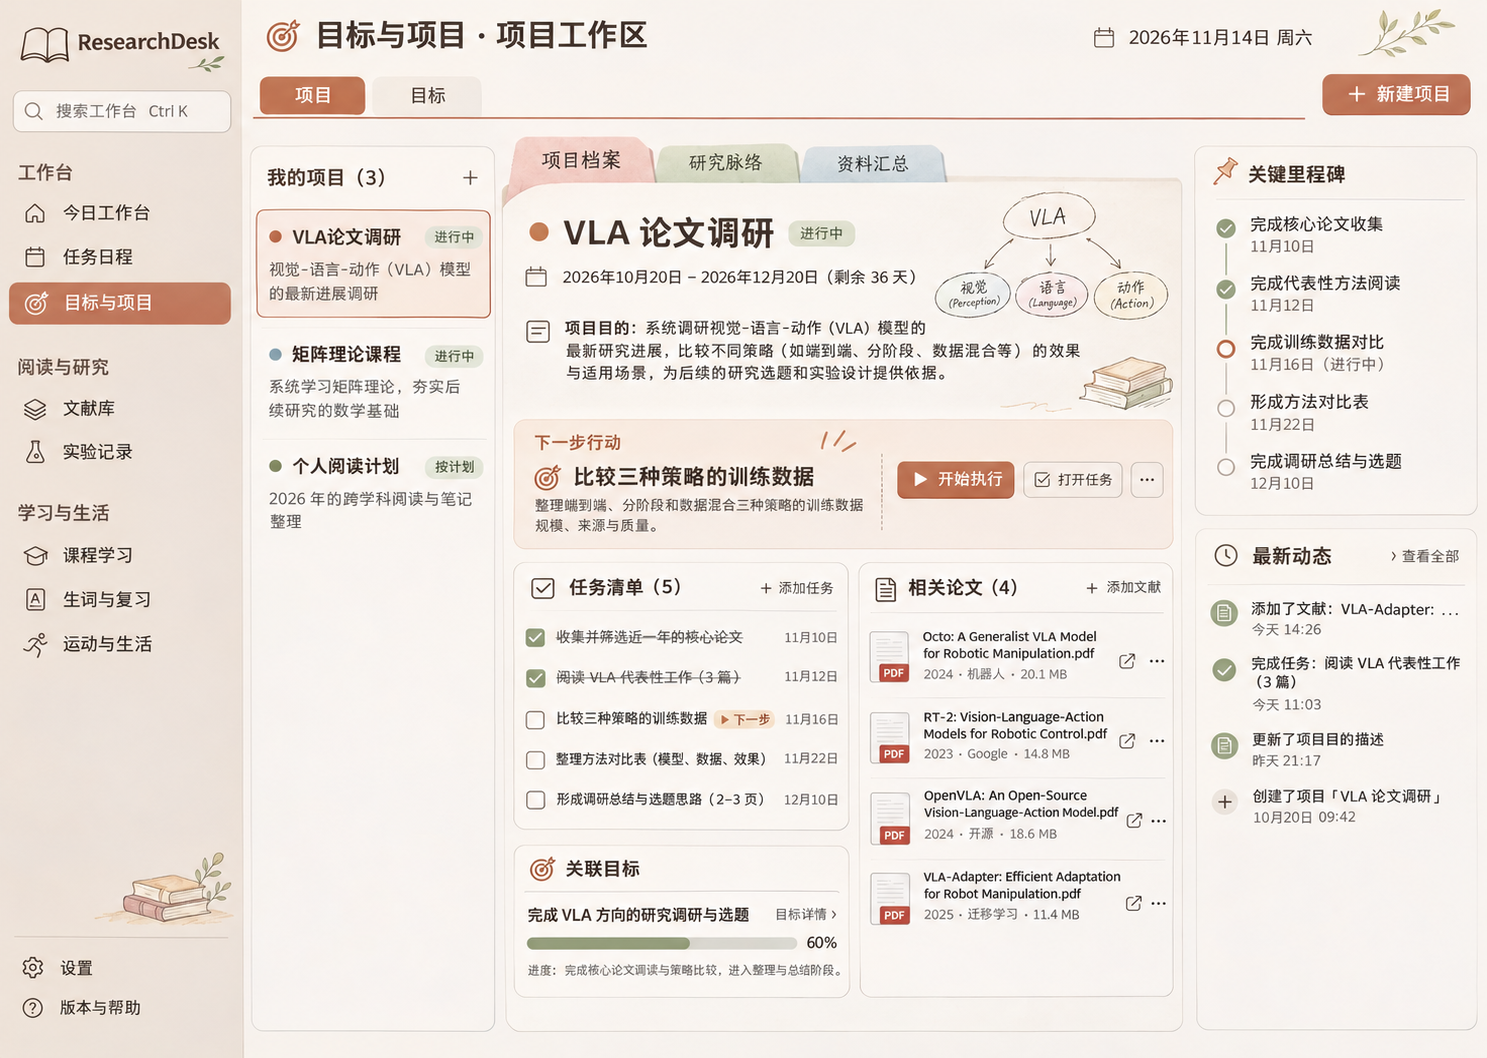 ResearchDesk
搜索工作台 Ctrl K
工作台
今日工作台
任务日程
目标与项目
阅读与研究
文献库
实验记录
学习与生活
课程学习
生词与复习
运动与生活
设置
版本与帮助
目标与项目 · 项目工作区
2026年11月14日 周六
项目
目标
+ 新建项目
我的项目（3） +
VLA论文调研 进行中
视觉-语言-动作（VLA）模型
的最新进展调研
矩阵理论课程 进行中
系统学习矩阵理论，夯实后
续研究的数学基础
个人阅读计划 按计划
2026 年的跨学科阅读与笔记
整理
项目档案
研究脉络
资料汇总
VLA 论文调研 进行中
2026年10月20日 – 2026年12月20日（剩余 36 天）
项目目的：系统调研视觉-语言-动作 (VLA) 模型的
最新研究进展，比较不同策略（如端到端、分阶段、数据混合等）的效果
与适用场景，为后续的研究选题和实验设计提供依据。
VLA
视觉
(Perception)
语言
(Language)
动作
(Action)
下一步行动
比较三种策略的训练数据
整理端到端、分阶段和数据混合三种策略的训练数据
规模、来源与质量。
开始执行
打开任务
···
任务清单（5） + 添加任务
收集并筛选近一年的核心论文 11月10日
阅读 VLA 代表性工作（3 篇） 11月12日
比较三种策略的训练数据 下一步 11月16日
整理方法对比表（模型、数据、效果） 11月22日
形成调研总结与选题思路（2–3 页） 12月10日
关联目标
完成 VLA 方向的研究调研与选题 目标详情 ›
60%
进度：完成核心论文调读与策略比较，进入整理与总结阶段。
相关论文（4） + 添加文献
Octo: A Generalist VLA Model
for Robotic Manipulation.pdf
PDF
2024 · 机器人 · 20.1 MB
···
RT-2: Vision-Language-Action
Models for Robotic Control.pdf
PDF
2023 · Google · 14.8 MB
···
OpenVLA: An Open-Source
Vision-Language-Action Model.pdf
PDF
2024 · 开源 · 18.6 MB
···
VLA-Adapter: Efficient Adaptation
for Robot Manipulation.pdf
PDF
2025 · 迁移学习 · 11.4 MB
···
关键里程碑
完成核心论文收集
11月10日
完成代表性方法阅读
11月12日
完成训练数据对比
11月16日（进行中）
形成方法对比表
11月22日
完成调研总结与选题
12月10日
最新动态 › 查看全部
添加了文献：VLA-Adapter: ...
今天 14:26
完成任务：阅读 VLA 代表性工作
（3 篇）
今天 11:03
更新了项目目的描述
昨天 21:17
创建了项目「VLA 论文调研」
10月20日 09:42